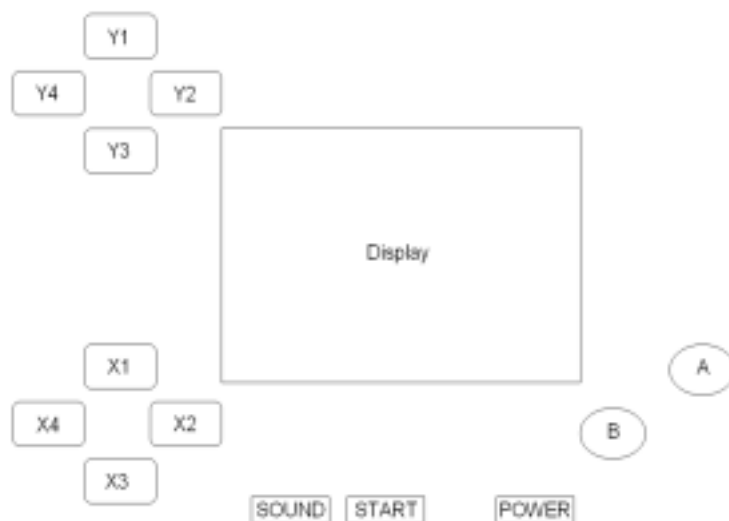 Y1
Y4 Y2
Y3
Display
X1
A
X4 X2
B
X3
SOUND START POWER